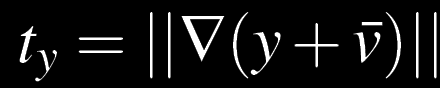 t_y = ||∇(y + v̄)||